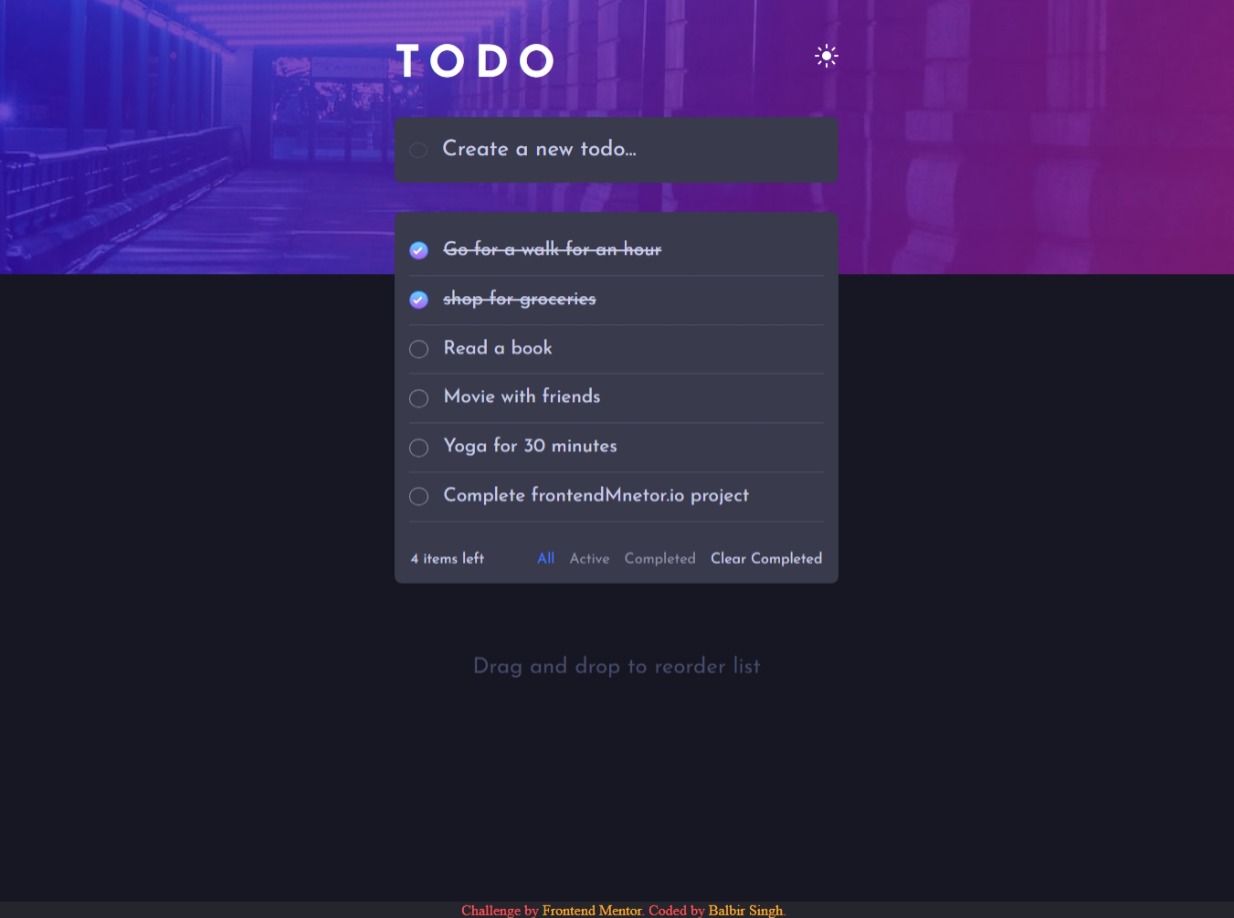 TODO
Create a new todo...
Go for a walk for an hour
shop for groceries
Read a book
Movie with friends
Yoga for 30 minutes
Complete frontendMnetor.io project
4 items left All Active Completed Clear Completed
Drag and drop to reorder list
Challenge by Frontend Mentor. Coded by Balbir Singh.